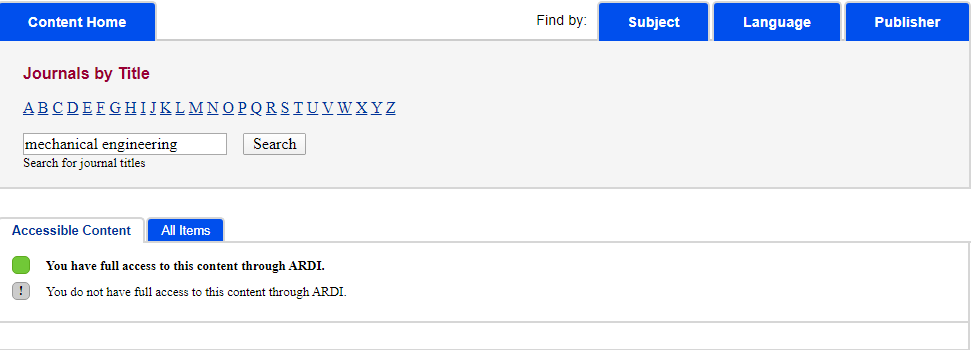 Content Home Find by: Subject Language Publisher
Journals by Title
A B C D E F G H I J K L M N O P Q R S T U V W X Y Z
mechanical engineering Search
Search for journal titles
Accessible Content All Items
You have full access to this content through ARDI.
! You do not have full access to this content through ARDI.